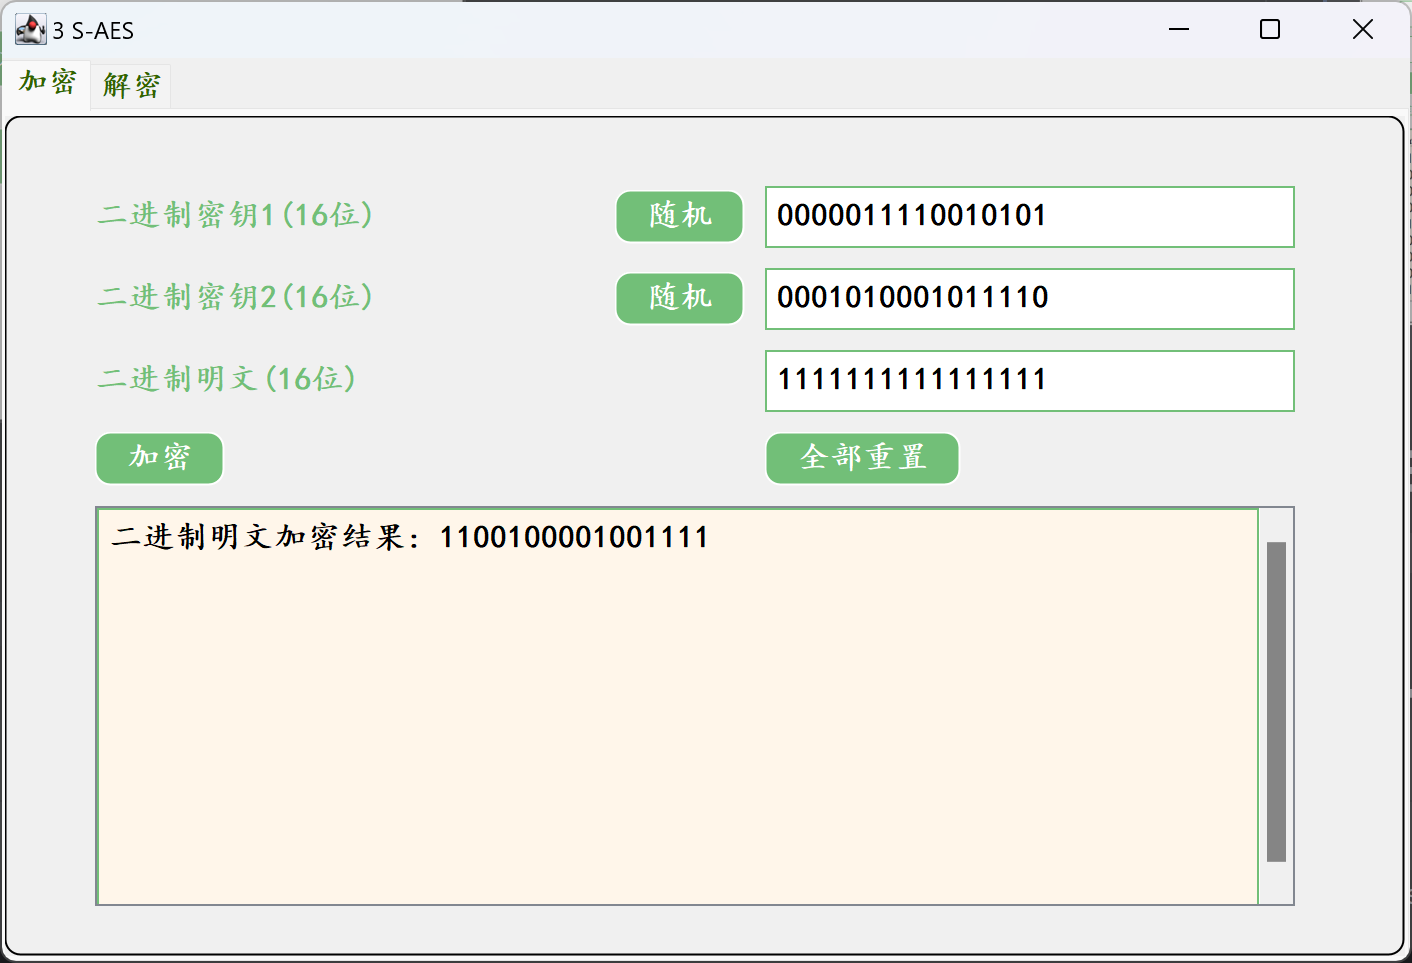 3 S-AES
加密 解密
二进制密钥1(16位) 随机 0000011110010101
二进制密钥2(16位) 随机 0001010001011110
二进制明文(16位) 1111111111111111
加密 全部重置
二进制明文加密结果: 1100100001001111